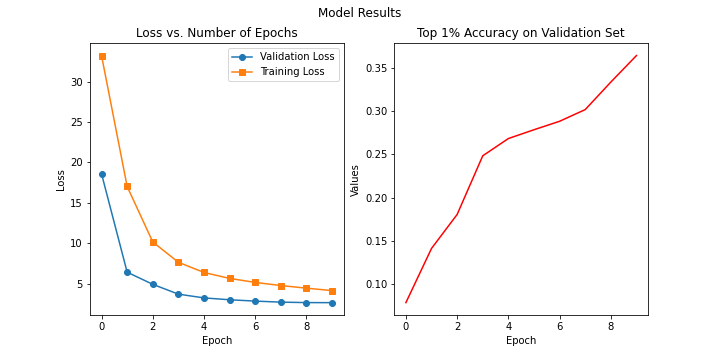 Model Results
Loss vs. Number of Epochs
Validation Loss
Training Loss
30
25
20
15
10
5
Loss
0 2 4 6 8
Epoch
Top 1% Accuracy on Validation Set
0.35
0.30
0.25
0.20
0.15
0.10
Values
0 2 4 6 8
Epoch